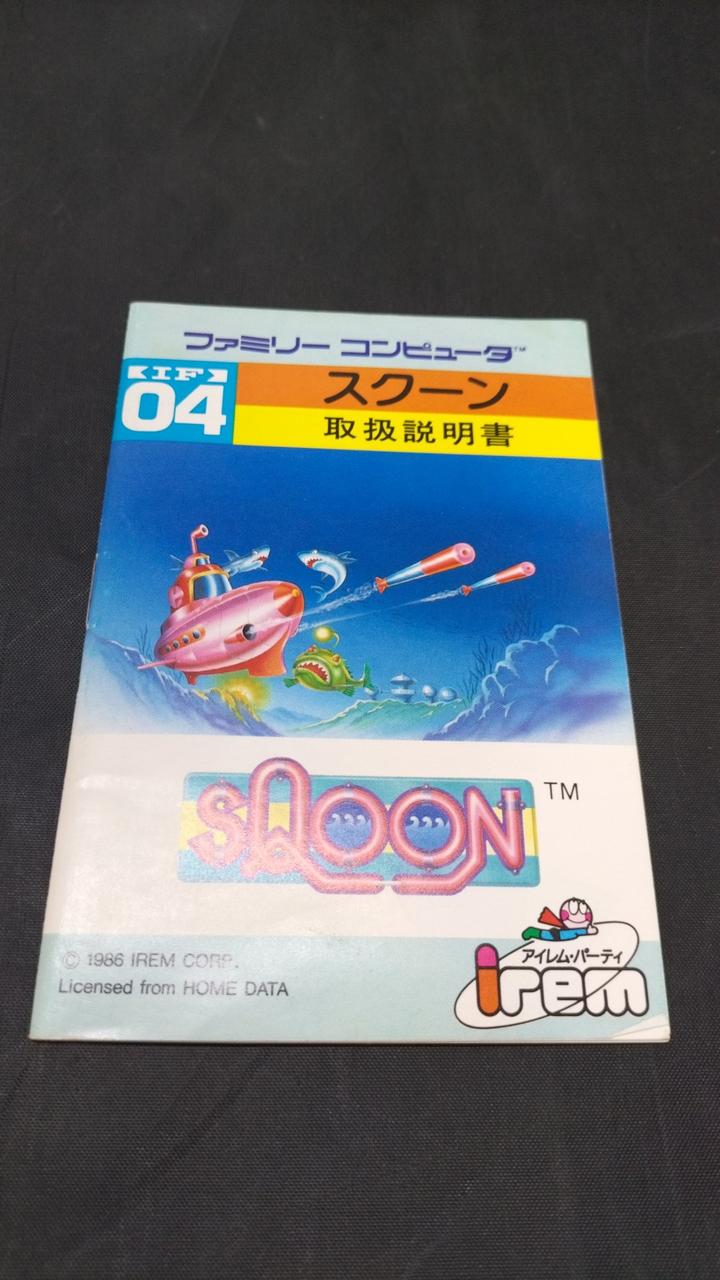 ファミリー コンピュータ™
IF
04
スクーン
取扱説明書
SQOON TM
© 1986 IREM CORP.
Licensed from HOME DATA
アイレム・パーティ
irem